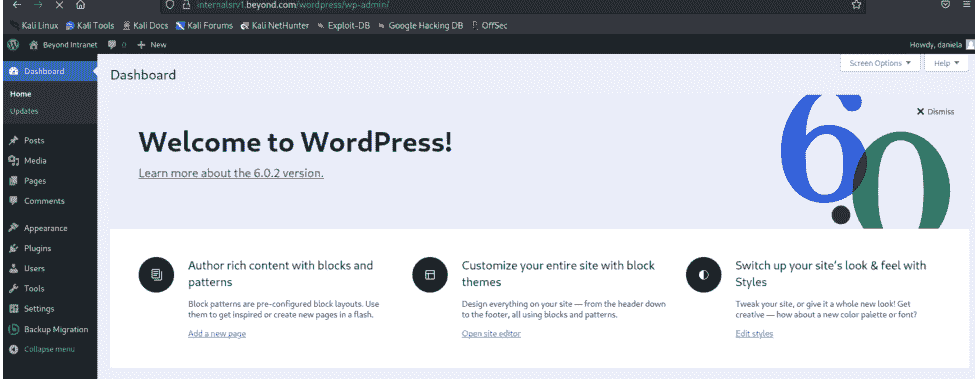 internalsrv1.beyond.com/wordpress/wp-admin/
Kali Linux Kali Tools Kali Docs Kali Forums Kali NetHunter Exploit-DB Google Hacking DB OffSec
Beyond Intranet 0 + New Howdy, daniela
Dashboard
Home
Updates
Posts
Media
Pages
Comments
Appearance
Plugins
Users
Tools
Settings
Backup Migration
Collapse menu
Dashboard
Screen Options Help
Dismiss
Welcome to WordPress!
Learn more about the 6.0.2 version.
6.0
Author rich content with blocks and
patterns
Block patterns are pre-configured block layouts. Use
them to get inspired or create new pages in a flash.
Add a new page
Customize your entire site with block
themes
Design everything on your site — from the header down
to the footer, all using blocks and patterns.
Open site editor
Switch up your site's look & feel with
Styles
Tweak your site, or give it a whole new look! Get
creative — how about a new color palette or font?
Edit styles